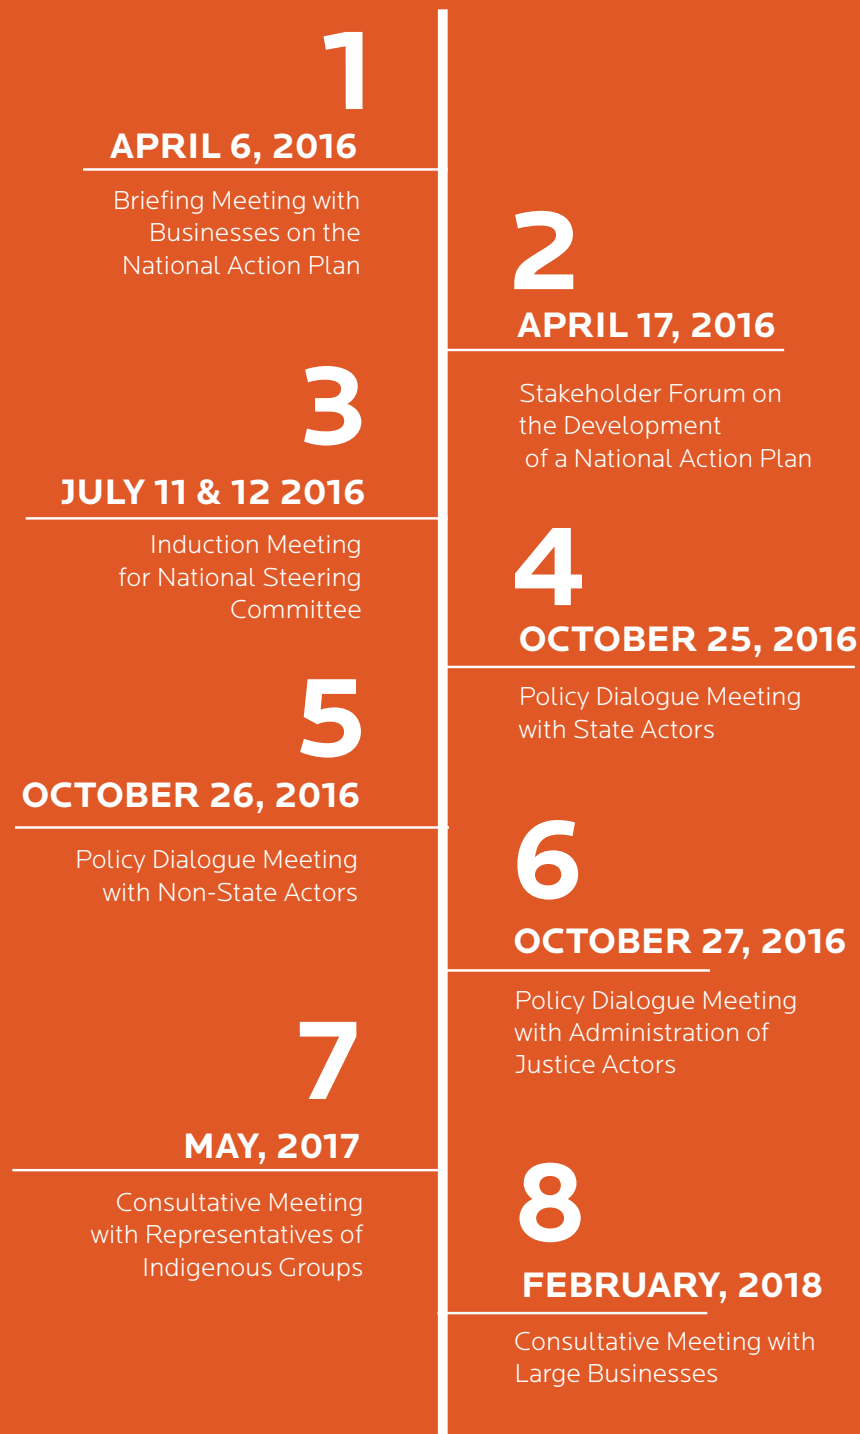 1
APRIL 6, 2016
Briefing Meeting with
Businesses on the
National Action Plan
2
APRIL 17, 2016
Stakeholder Forum on
the Development
of a National Action Plan
3
JULY 11 & 12 2016
Induction Meeting
for National Steering
Committee
4
OCTOBER 25, 2016
Policy Dialogue Meeting
with State Actors
5
OCTOBER 26, 2016
Policy Dialogue Meeting
with Non-State Actors
6
OCTOBER 27, 2016
Policy Dialogue Meeting
with Administration of
Justice Actors
7
MAY, 2017
Consultative Meeting
with Representatives of
Indigenous Groups
8
FEBRUARY, 2018
Consultative Meeting with
Large Businesses